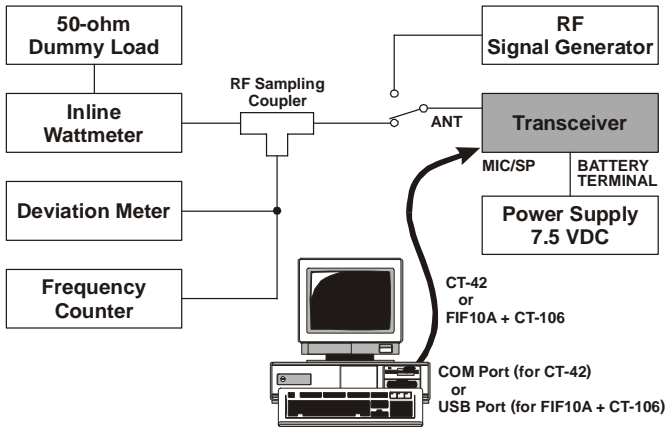 50-ohm
Dummy Load
RF
Signal Generator
RF Sampling
Coupler
Inline
Wattmeter
ANT
Transceiver
MIC/SP
BATTERY
TERMINAL
Deviation Meter
Power Supply
7.5 VDC
Frequency
Counter
CT-42
or
FIF10A + CT-106
COM Port (for CT-42)
or
USB Port (for FIF10A + CT-106)